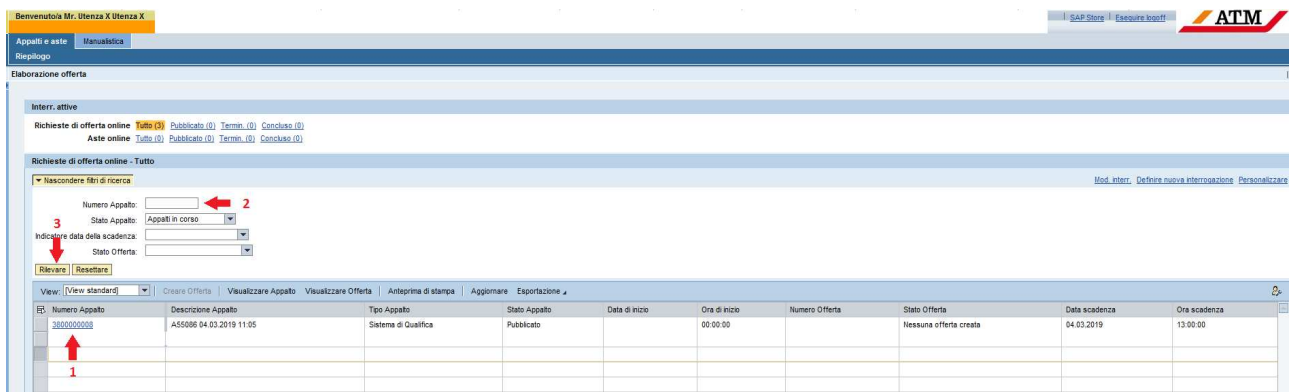 Benvenuto/a Mr. Utenza X Utenza X
SAP Store Eseguire logoff ATM
Appalti e aste Manualistica
Riepilogo
Elaborazione offerta
Interr. attive
Richieste di offerta online Tutto (3) Pubblicato (0) Termin. (0) Concluso (0)
Aste online Tutto (0) Pubblicato (0) Termin. (0) Concluso (0)
Richieste di offerta online - Tutto
Nascondere filtri di ricerca Mod. interr. Definire nuova interrogazione Personalizzare
Numero Appalto: 2
Stato Appalto: Appalti in corso
3
Indicatore data della scadenza:
Stato Offerta:
Rilevare Resettare
View: [View standard] Creare Offerta Visualizzare Appalto Visualizzare Offerta Anteprima di stampa Aggiornare Esportazione
Numero Appalto Descrizione Appalto Tipo Appalto Stato Appalto Data di inizio Ora di inizio Numero Offerta Stato Offerta Data scadenza Ora scadenza
3800000008 A55086 04.03.2019 11:05 Sistema di Qualifica Pubblicato 00:00:00 Nessuna offerta creata 04.03.2019 13:00:00
1